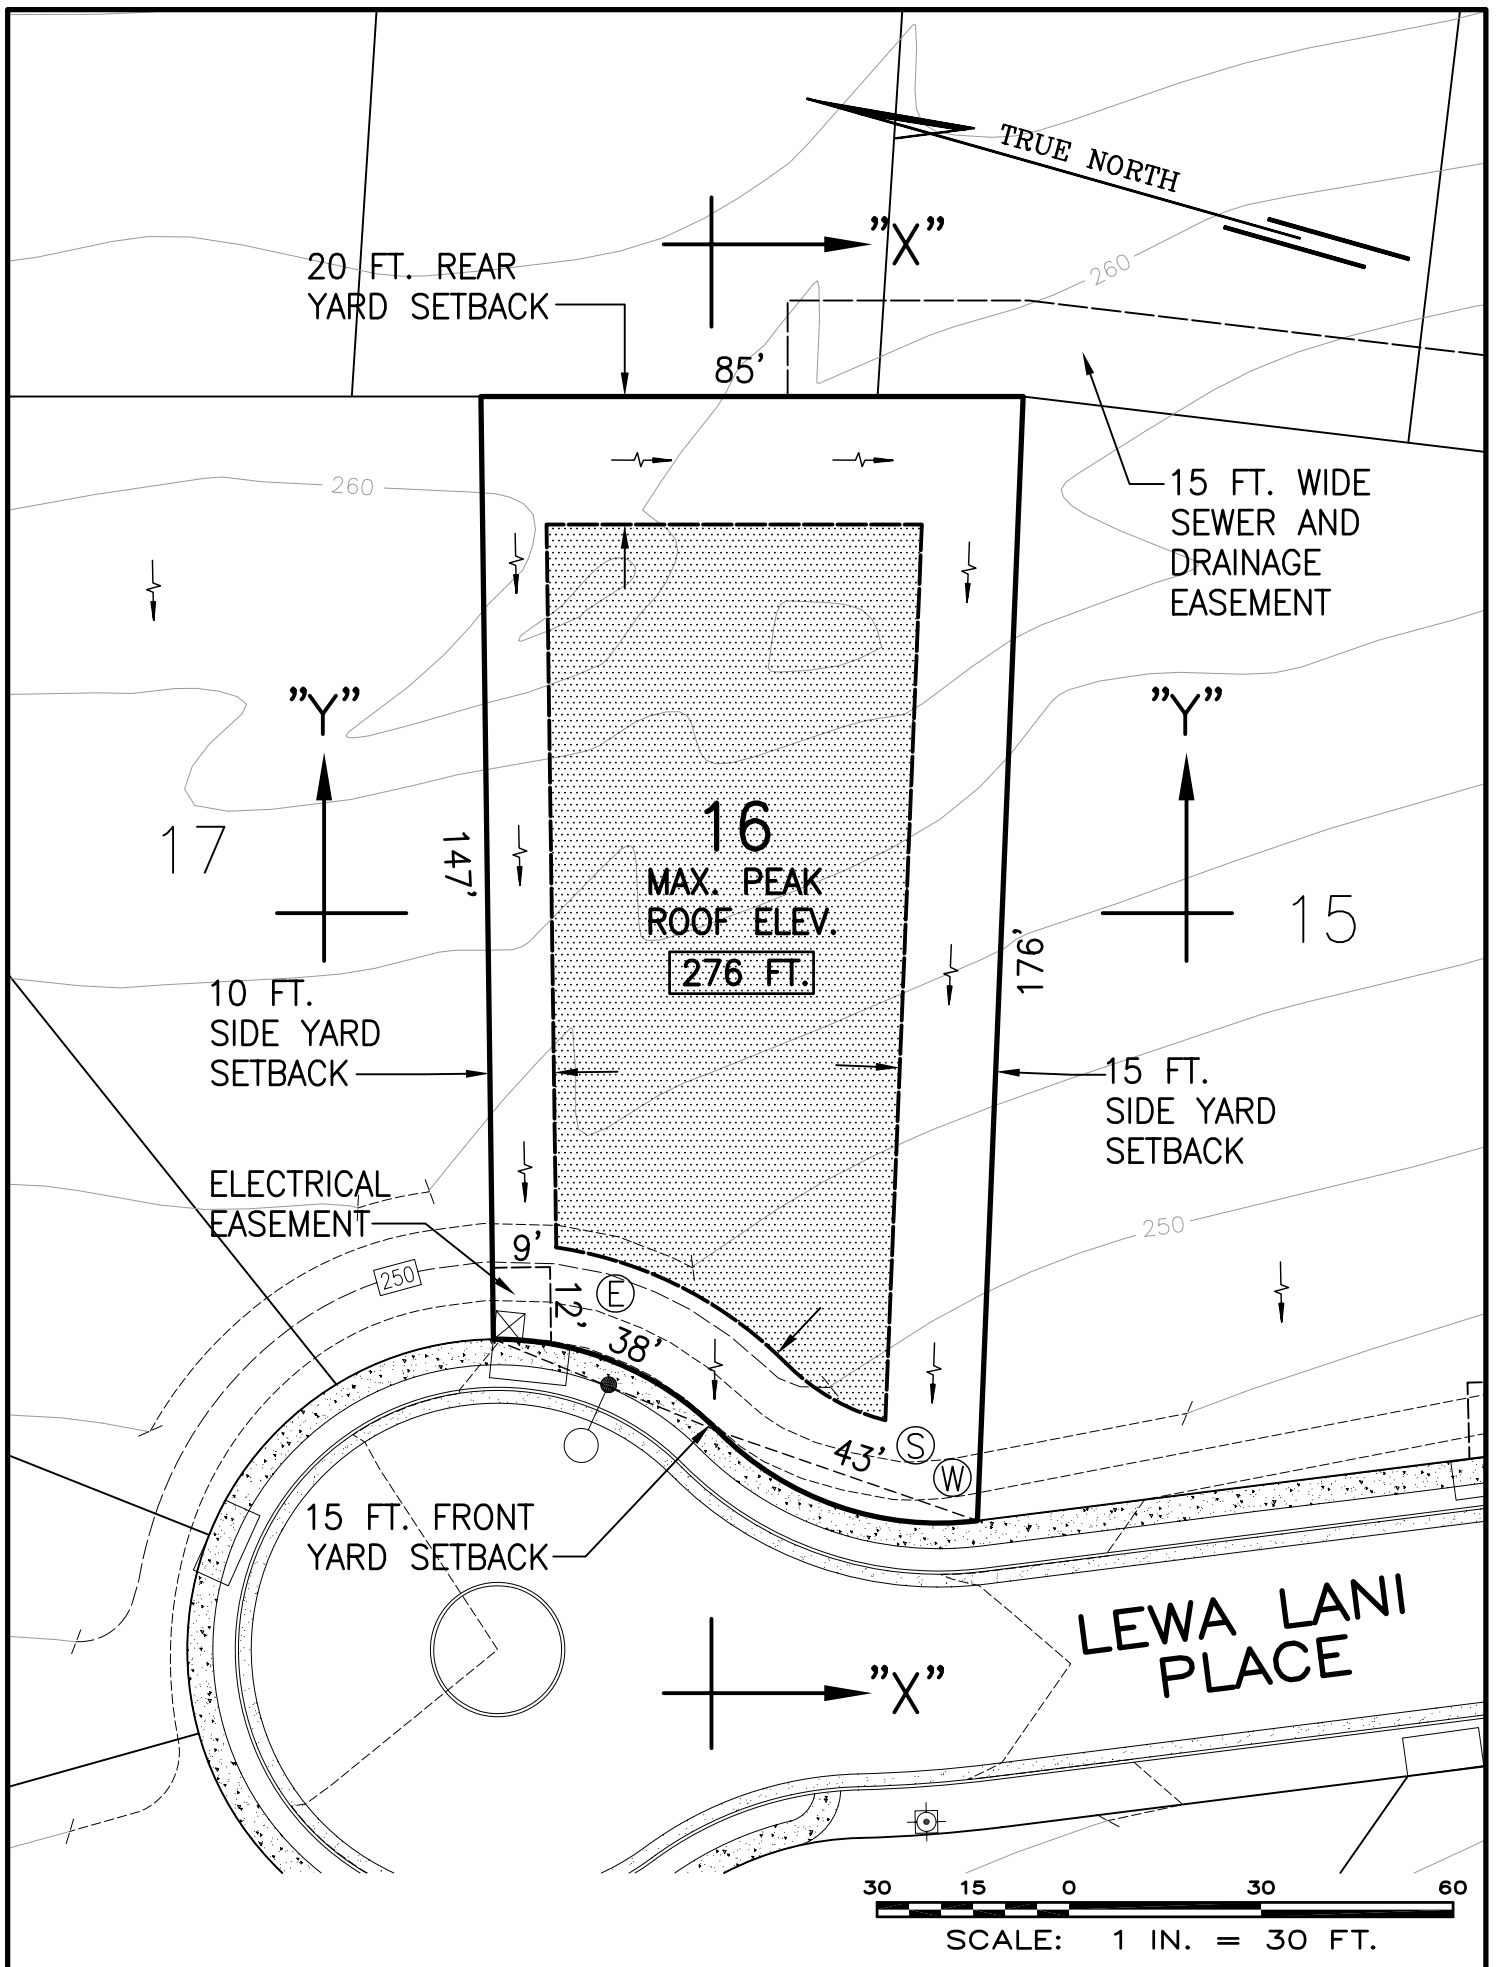 TRUE NORTH
"X"
20 FT. REAR
YARD SETBACK
260
85'
15 FT. WIDE
SEWER AND
DRAINAGE
EASEMENT
260
"Y"
"Y"
17
16
MAX. PEAK
ROOF ELEV.
276 FT.
147'
176'
15
10 FT.
SIDE YARD
SETBACK
15 FT.
SIDE YARD
SETBACK
ELECTRICAL
EASEMENT
250
9'
250
12'
E
38'
43'
S
W
15 FT. FRONT
YARD SETBACK
LEWA LANI
PLACE
"X"
30 15 0 30 60
SCALE: 1 IN. = 30 FT.